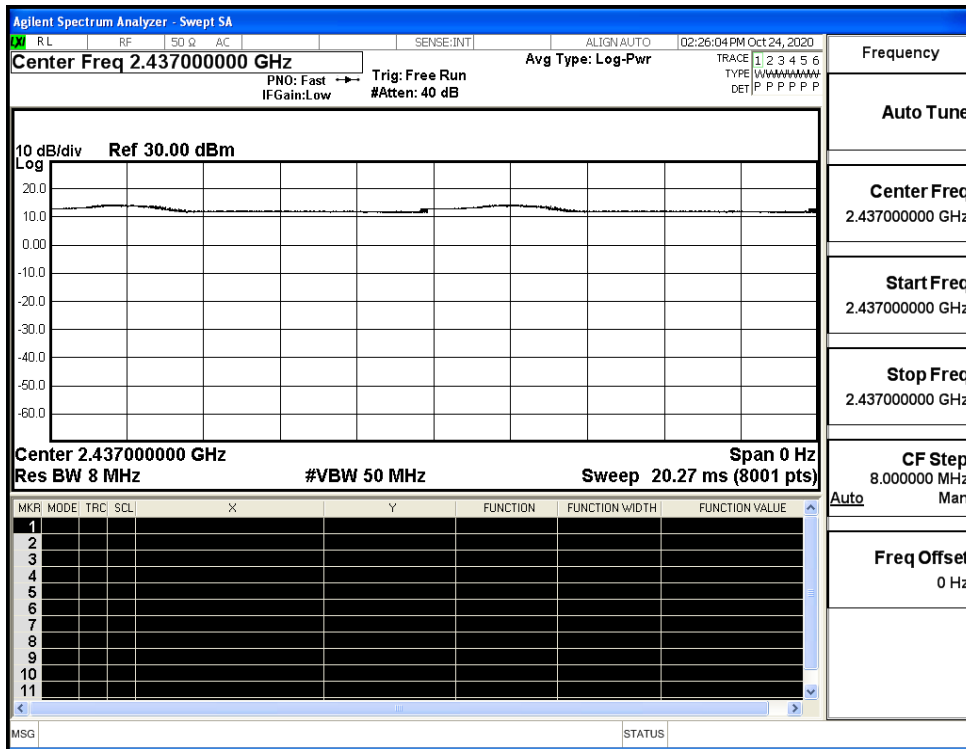 Agilent Spectrum Analyzer - Swept SA
LXI RL RF 50 Ω AC SENSE:INT ALIGN AUTO 02:26:04 PM Oct 24, 2020
Center Freq 2.437000000 GHz
PNO: Fast
IFGain:Low
Trig: Free Run
#Atten: 40 dB
Avg Type: Log-Pwr
TRACE 1 2 3 4 5 6
TYPE WWWWWW
DET P P P P P P
10 dB/div Ref 30.00 dBm
Log
20.0
10.0
0.00
-10.0
-20.0
-30.0
-40.0
-50.0
-60.0
Center 2.437000000 GHz Span 0 Hz
Res BW 8 MHz #VBW 50 MHz Sweep 20.27 ms (8001 pts)
MKR MODE TRC SCL X Y FUNCTION FUNCTION WIDTH FUNCTION VALUE
1
2
3
4
5
6
7
8
9
10
11
MSG STATUS
Frequency
Auto Tune
Center Freq
2.437000000 GHz
Start Freq
2.437000000 GHz
Stop Freq
2.437000000 GHz
CF Step
8.000000 MHz
Auto Man
Freq Offset
0 Hz